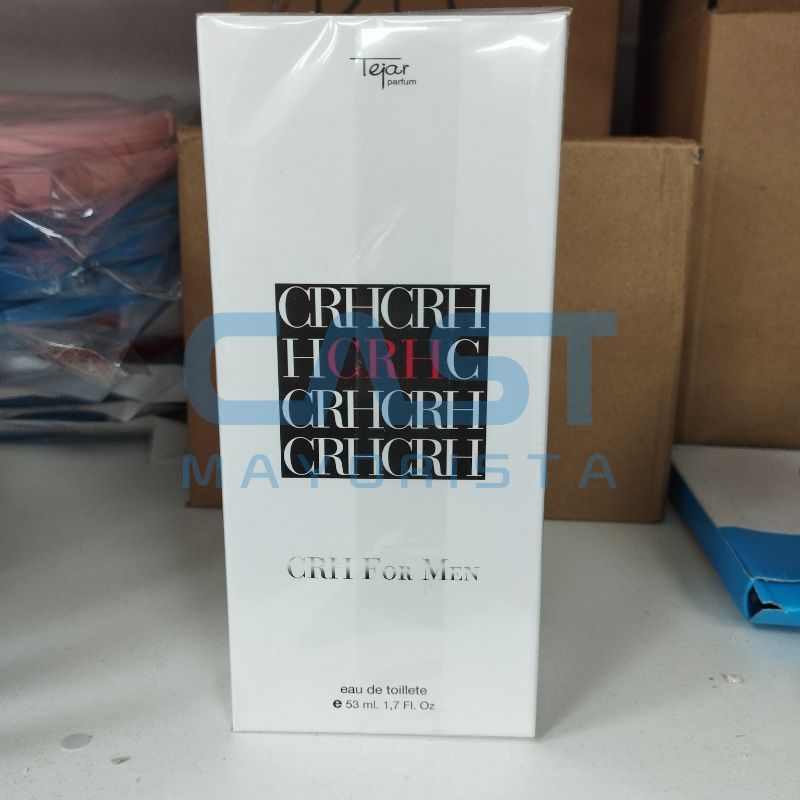 Tejar
parfum
CRHCRH
HCRHC
CRHCRH
CRHCRH
CAST
MAYORISTA
CRH FOR MEN
eau de toillete
e 53 ml. 1,7 Fl. Oz